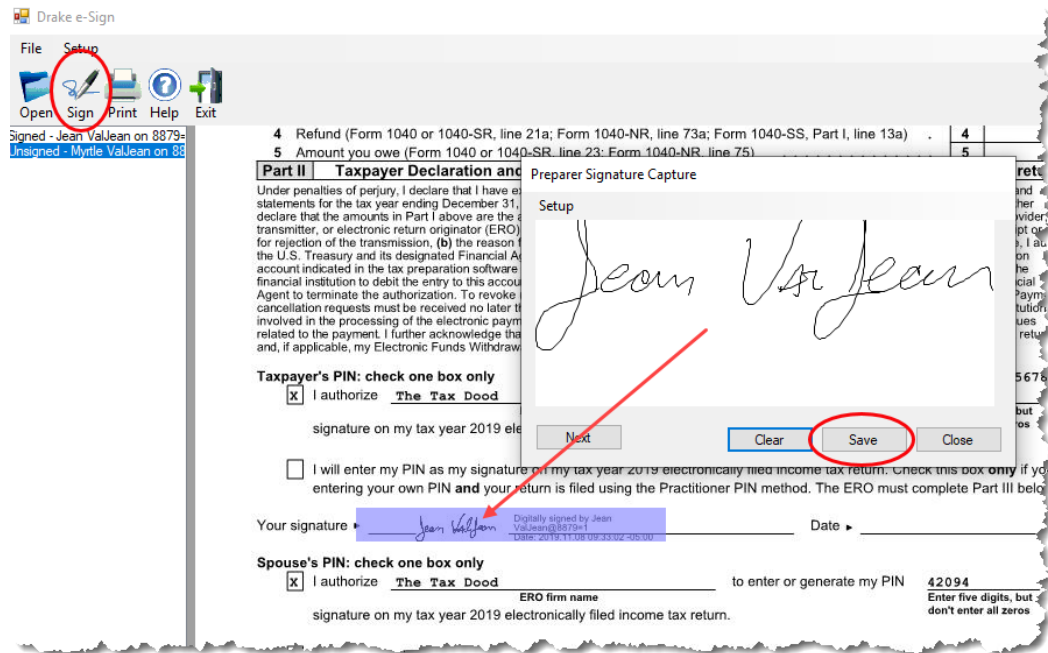 Drake e-Sign
File Setup
Open Sign Print Help Exit
Signed - Jean ValJean on 8879=
Unsigned - Myrtle ValJean on 88
4 Refund (Form 1040 or 1040-SR, line 21a; Form 1040-NR, line 73a; Form 1040-SS, Part I, line 13a) . 4
5 Amount you owe (Form 1040 or 1040-SR, line 23; Form 1040-NR, line 75) 5
Part II Taxpayer Declaration and
Under penalties of perjury, I declare that I have e
statements for the tax year ending December 31,
declare that the amounts in Part I above are the a
transmitter, or electronic return originator (ERO)
for rejection of the transmission, (b) the reason f
the U.S. Treasury and its designated Financial A
account indicated in the tax preparation software
financial institution to debit the entry to this accou
Agent to terminate the authorization. To revoke
cancellation requests must be received no later t
involved in the processing of the electronic paym
related to the payment. I further acknowledge tha
and, if applicable, my Electronic Funds Withdraw
Preparer Signature Capture
Setup
Jean ValJean
Next Clear Save Close
Taxpayer's PIN: check one box only
X I authorize The Tax Dood 5678
signature on my tax year 2019 ele
I will enter my PIN as my signature on my tax year 2019 electronically filed income tax return. Check this box only if yo
entering your own PIN and your return is filed using the Practitioner PIN method. The ERO must complete Part III belo
Your signature Jean ValJean Digitally signed by Jean
ValJean@8879=1
Date: 2019.11.08 09:33:02 -05:00
Date
Spouse's PIN: check one box only
X I authorize The Tax Dood to enter or generate my PIN 42094
ERO firm name Enter five digits, but
don't enter all zeros
signature on my tax year 2019 electronically filed income tax return.